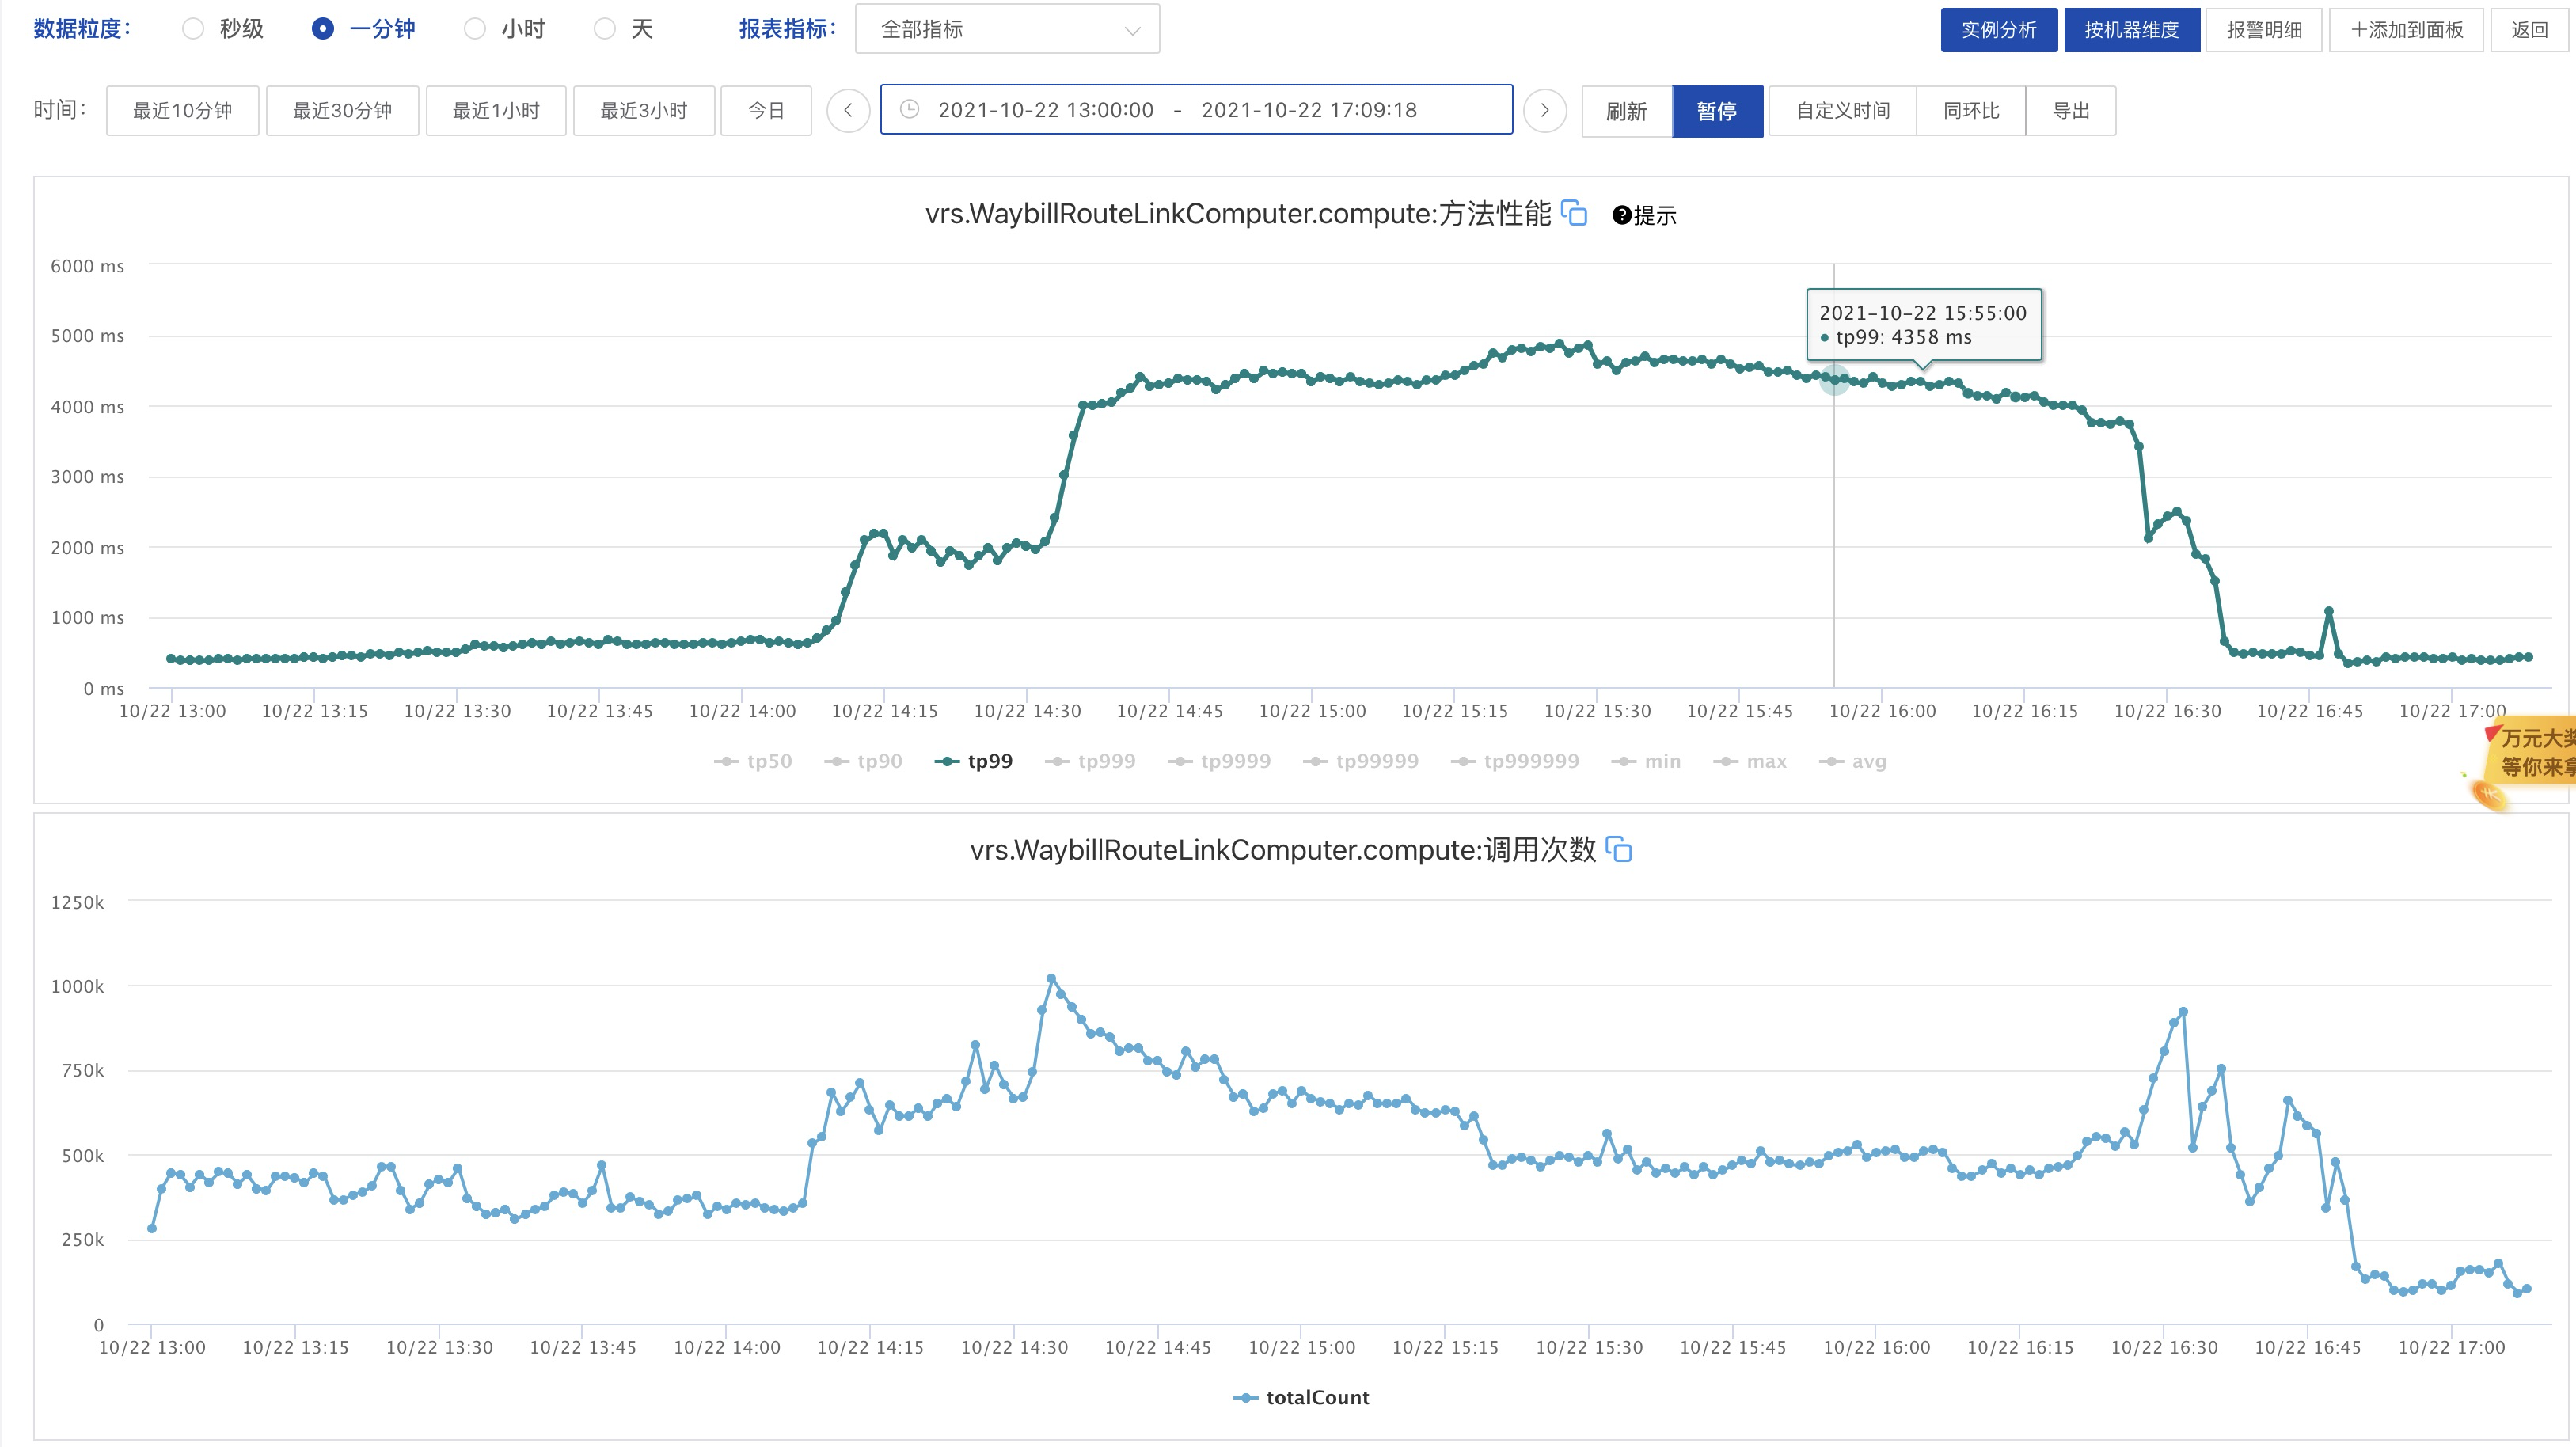 数据粒度： 秒级 一分钟 小时 天 报表指标： 全部指标 实例分析 按机器维度 报警明细 +添加到面板 返回
时间： 最近10分钟 最近30分钟 最近1小时 最近3小时 今日 2021-10-22 13:00:00 - 2021-10-22 17:09:18 刷新 暂停 自定义时间 同环比 导出
vrs.WaybillRouteLinkComputer.compute:方法性能 ?提示
6000 ms
5000 ms
4000 ms
3000 ms
2000 ms
1000 ms
0 ms
2021-10-22 15:55:00
tp99: 4358 ms
10/22 13:00 10/22 13:15 10/22 13:30 10/22 13:45 10/22 14:00 10/22 14:15 10/22 14:30 10/22 14:45 10/22 15:00 10/22 15:15 10/22 15:30 10/22 15:45 10/22 16:00 10/22 16:15 10/22 16:30 10/22 16:45 10/22 17:00
tp50 tp90 tp99 tp999 tp9999 tp99999 tp999999 min max avg
万元大奖
等你来拿
vrs.WaybillRouteLinkComputer.compute:调用次数
1250k
1000k
750k
500k
250k
0
10/22 13:00 10/22 13:15 10/22 13:30 10/22 13:45 10/22 14:00 10/22 14:15 10/22 14:30 10/22 14:45 10/22 15:00 10/22 15:15 10/22 15:30 10/22 15:45 10/22 16:00 10/22 16:15 10/22 16:30 10/22 16:45 10/22 17:00
totalCount